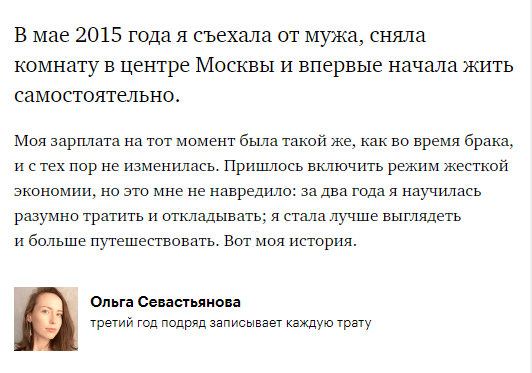 В мае 2015 года я съехала от мужа, сняла
комнату в центре Москвы и впервые начала жить
самостоятельно.
Моя зарплата на тот момент была такой же, как во время брака,
и с тех пор не изменилась. Пришлось включить режим жесткой
экономии, но это мне не навредило: за два года я научилась
разумно тратить и откладывать; я стала лучше выглядеть
и больше путешествовать. Вот моя история.
Ольга Севастьянова
третий год подряд записывает каждую трату